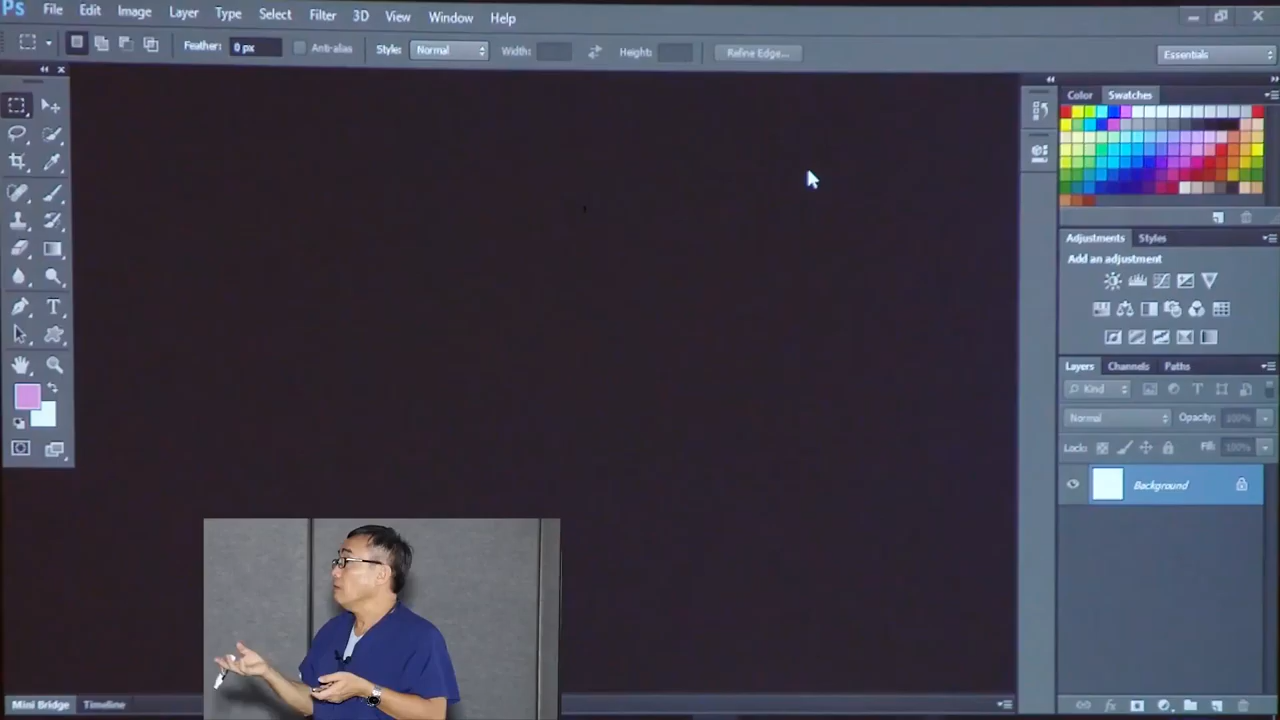 Ps File Edit Image Layer Type Select Filter 3D View Window Help
Feather: 0 px Anti-alias Style: Normal Width: Height: Refine Edge... Essentials
Color Swatches
Adjustments Styles
Add an adjustment
Layers Channels Paths
Kind
Normal Opacity: 100%
Lock: Fill: 100%
Background
Mini Bridge Timeline